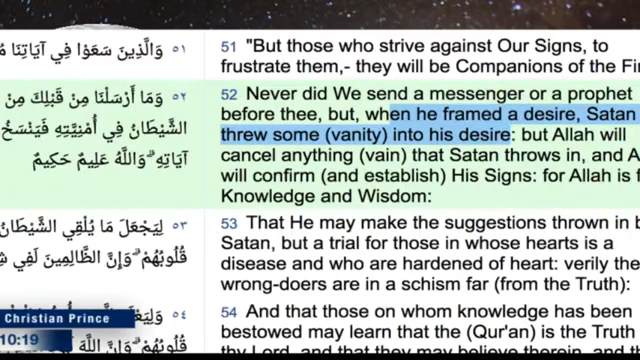 ٥١ وَالَّذِينَ سَعَوْا فِي آيَاتِنَا
51 "But those who strive against Our Signs, to
frustrate them,- they will be Companions of the
٥٢ وَمَا أَرْسَلْنَا مِنْ قَبْلِكَ مِنْ
الشَّيْطَانُ فِي أُمْنِيَّتِهِ فَيَنْسَخُ
آيَاتِهِ ۗ وَاللَّهُ عَلِيمٌ حَكِيمٌ
52 Never did We send a messenger or a prophet
before thee, but, when he framed a desire, Satan
threw some (vanity) into his desire: but Allah will
cancel anything (vain) that Satan throws in, and
will confirm (and establish) His Signs: for Allah is
Knowledge and Wisdom:
٥٣ لِيَجْعَلَ مَا يُلْقِي الشَّيْطَانُ
قُلُوبُهُمْ ۗ وَإِنَّ الظَّالِمِينَ لَفِي
53 That He may make the suggestions thrown in
Satan, but a trial for those in whose hearts is a
disease and who are hardened of heart: verily the
wrong-doers are in a schism far (from the Truth):
٥٤
54 And that those on whom knowledge has been
bestowed may learn that the (Qur'an) is the Truth
thy Lord, and that they may believe therein, and
Christian Prince
10:19